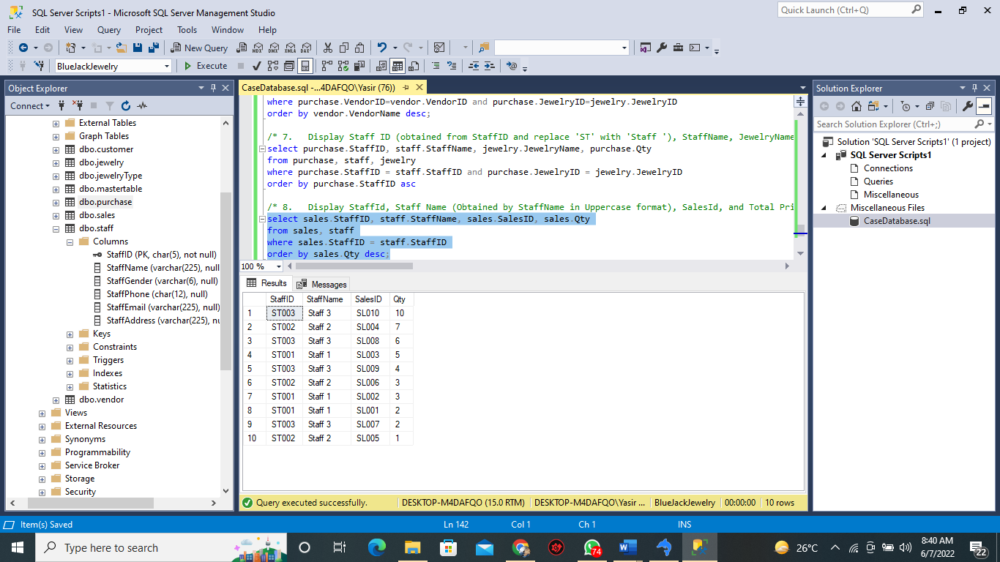 SQL Server Scripts1 - Microsoft SQL Server Management Studio
Quick Launch (Ctrl+Q)
File Edit View Query Project Tools Window Help
New Query MDX DMX XMLA DAX
BlueJackJewelry Execute
Object Explorer
Connect
External Tables
Graph Tables
dbo.customer
dbo.jewelry
dbo.jewelryType
dbo.mastertable
dbo.purchase
dbo.sales
dbo.staff
Columns
StaffID (PK, char(5), not null)
StaffName (varchar(225), null
StaffGender (varchar(6), null)
StaffPhone (char(12), null)
StaffEmail (varchar(225), null)
StaffAddress (varchar(225), nu
Keys
Constraints
Triggers
Indexes
Statistics
dbo.vendor
Views
External Resources
Synonyms
Programmability
Service Broker
Storage
Security
CaseDatabase.sql -...4DAFQO\Yasir (76))
where purchase.VendorID=vendor.VendorID and purchase.JewelryID=jewelry.JewelryID
order by vendor.VendorName desc;
/* 7. Display Staff ID (obtained from StaffID and replace 'ST' with 'Staff '), StaffName, JewelryName
select purchase.StaffID, staff.StaffName, jewelry.JewelryName, purchase.Qty
from purchase, staff, jewelry
where purchase.StaffID = staff.StaffID and purchase.JewelryID = jewelry.JewelryID
order by purchase.StaffID asc
/* 8. Display StaffId, Staff Name (Obtained by StaffName in Uppercase format), SalesId, and Total Pri
select sales.StaffID, staff.StaffName, sales.SalesID, sales.Qty
from sales, staff
where sales.StaffID = staff.StaffID
order by sales.Qty desc;
100 %
Results Messages
StaffID StaffName SalesID Qty
1 ST003 Staff 3 SL010 10
2 ST002 Staff 2 SL004 7
3 ST003 Staff 3 SL008 6
4 ST001 Staff 1 SL003 5
5 ST003 Staff 3 SL009 4
6 ST002 Staff 2 SL006 3
7 ST001 Staff 1 SL002 3
8 ST001 Staff 1 SL001 2
9 ST003 Staff 3 SL007 2
10 ST002 Staff 2 SL005 1
Query executed successfully. DESKTOP-M4DAFQO (15.0 RTM) DESKTOP-M4DAFQO\Yasir ... BlueJackJewelry 00:00:00 10 rows
Solution Explorer
Search Solution Explorer (Ctrl+;)
Solution 'SQL Server Scripts1' (1 project)
SQL Server Scripts1
Connections
Queries
Miscellaneous
Miscellaneous Files
CaseDatabase.sql
Item(s) Saved Ln 142 Col 1 Ch 1 INS
Type here to search
74
26°C
8:40 AM
6/7/2022
22